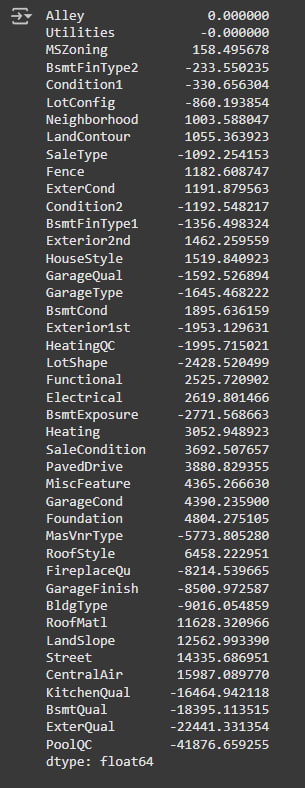 Alley 0.000000
Utilities -0.000000
MSZoning 158.495678
BsmtFinType2 -233.550235
Condition1 -330.656304
LotConfig -860.193854
Neighborhood 1003.588047
LandContour 1055.363923
SaleType -1092.254153
Fence 1182.608747
ExterCond 1191.879563
Condition2 -1192.548217
BsmtFinType1 -1356.498324
Exterior2nd 1462.259559
HouseStyle 1519.840923
GarageQual -1592.526894
GarageType -1645.468222
BsmtCond 1895.636159
Exterior1st -1953.129631
HeatingQC -1995.715021
LotShape -2428.520499
Functional 2525.720902
Electrical 2619.801466
BsmtExposure -2771.568663
Heating 3052.948923
SaleCondition 3692.507657
PavedDrive 3880.829355
MiscFeature 4365.266630
GarageCond 4390.235900
Foundation 4804.275105
MasVnrType -5773.805280
RoofStyle 6458.222951
FireplaceQu -8214.539665
GarageFinish -8500.972587
BldgType -9016.054859
RoofMatl 11628.320966
LandSlope 12562.993390
Street 14335.686951
CentralAir 15987.089770
KitchenQual -16464.942118
BsmtQual -18395.113515
ExterQual -22441.331354
PoolQC -41876.659255
dtype: float64